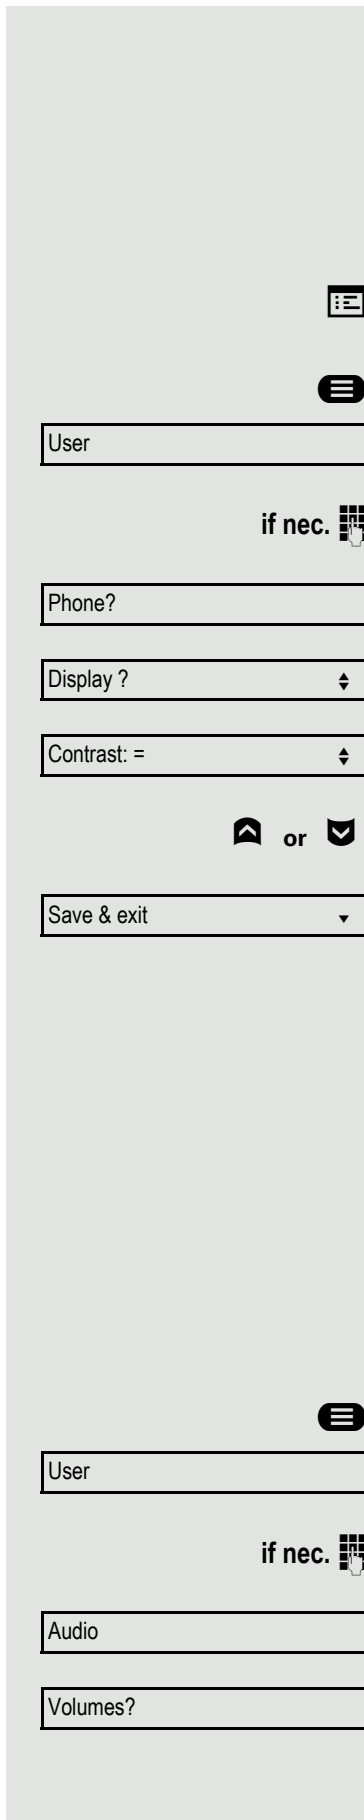 User
if nec.
Phone?
Display ?
Contrast: =
or
Save & exit
User
if nec.
Audio
Volumes?